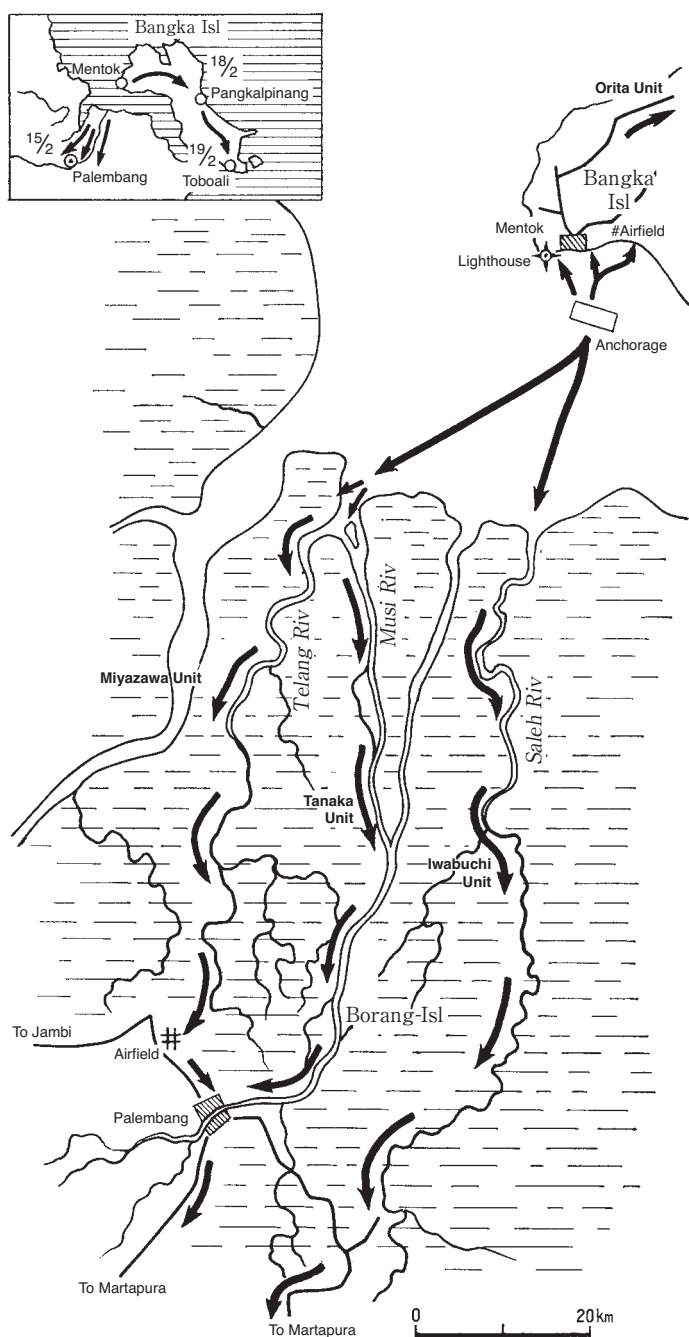 Bangka Isl
Mentok
18/2
Pangkalpinang
15/2
19/2
Palembang
Toboali
Orita Unit
Bangka
Isl
Mentok
#Airfield
Lighthouse
Anchorage
Telang Riv
Musi Riv
Saleh Riv
Miyazawa Unit
Tanaka
Unit
Iwabuchi
Unit
Borang-Isl
To Jambi
Airfield
Palembang
To Martapura
To Martapura
0 20km